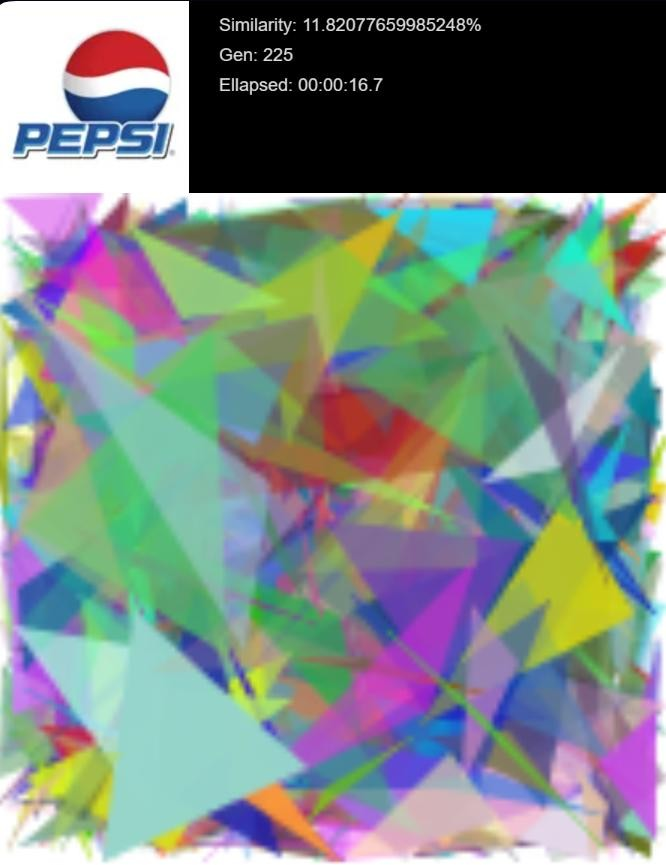 Similarity: 11.82077659985248%
Gen: 225
Ellapsed: 00:00:16.7
PEPSI